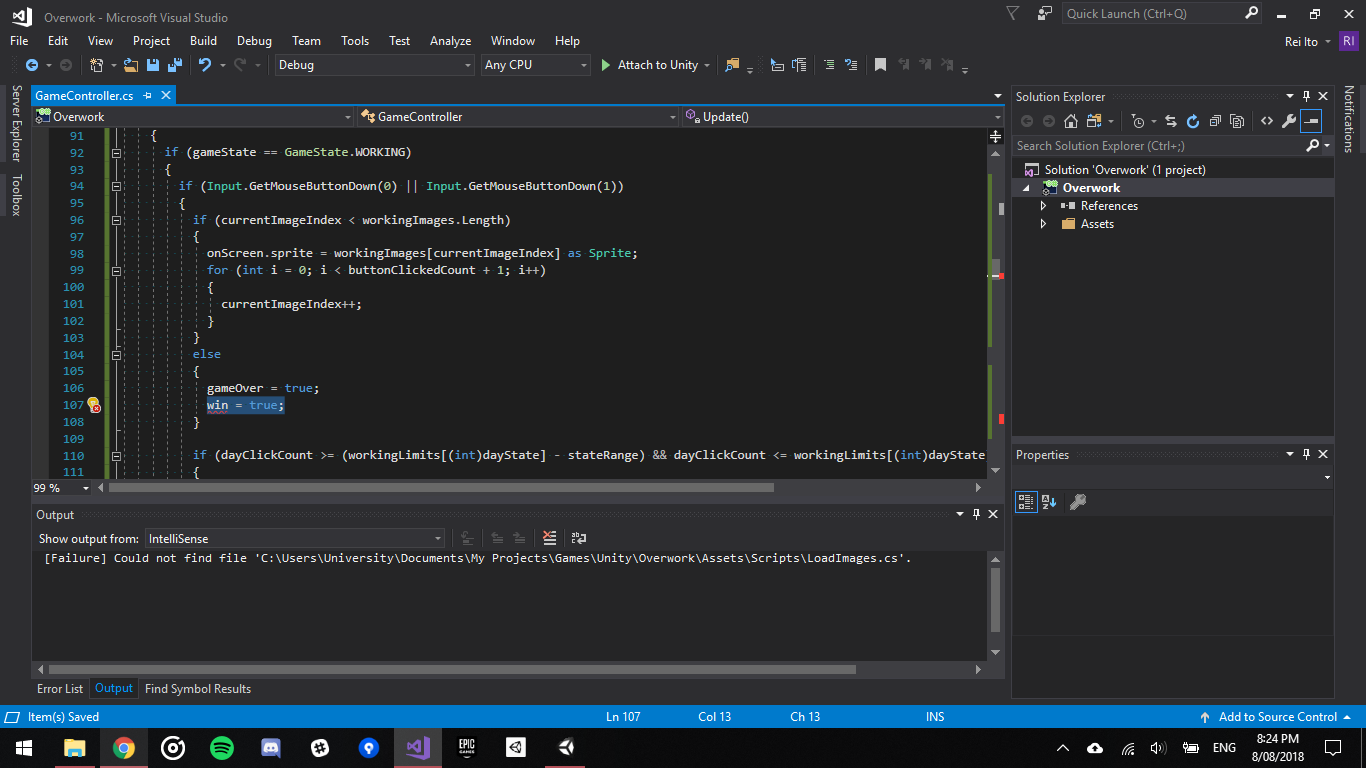 Overwork - Microsoft Visual Studio
Quick Launch (Ctrl+Q)
File Edit View Project Build Debug Team Tools Test Analyze Window Help
Rei Ito RI
Debug Any CPU Attach to Unity
Server Explorer
Toolbox
GameController.cs
Overwork GameController Update()
91 {
92 if (gameState == GameState.WORKING)
93 {
94 if (Input.GetMouseButtonDown(0) || Input.GetMouseButtonDown(1))
95 {
96 if (currentImageIndex < workingImages.Length)
97 {
98 onScreen.sprite = workingImages[currentImageIndex] as Sprite;
99 for (int i = 0; i < buttonClickedCount + 1; i++)
100 {
101 currentImageIndex++;
102 }
103 }
104 else
105 {
106 gameOver = true;
107 win = true;
108 }
109
110 if (dayClickCount >= (workingLimits[(int)dayState] - stateRange) && dayClickCount <= workingLimits[(int)dayState
111 {
99 %
Output
Show output from: IntelliSense
[Failure] Could not find file 'C:\Users\University\Documents\My Projects\Games\Unity\Overwork\Assets\Scripts\LoadImages.cs'.
Error List Output Find Symbol Results
Solution Explorer
Search Solution Explorer (Ctrl+;)
Solution 'Overwork' (1 project)
Overwork
References
Assets
Properties
Notifications
Item(s) Saved Ln 107 Col 13 Ch 13 INS Add to Source Control
EPIC GAMES
ENG
8:24 PM
8/08/2018